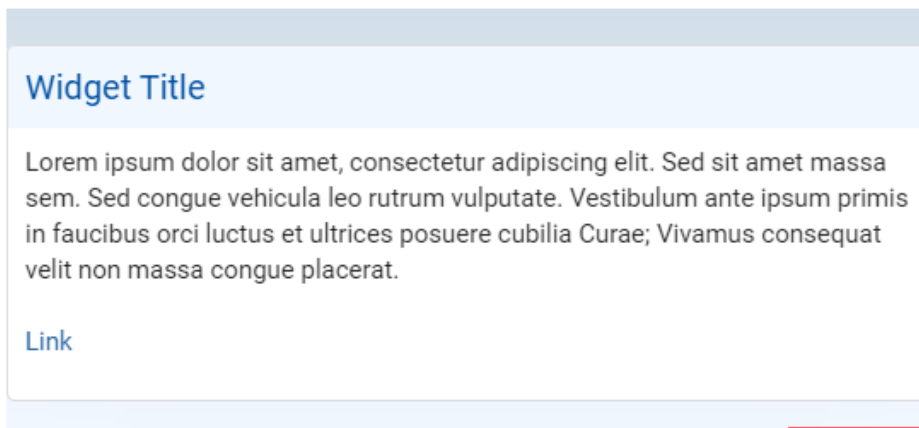 Widget Title
Lorem ipsum dolor sit amet, consectetur adipiscing elit. Sed sit amet massa
sem. Sed congue vehicula leo rutrum vulputate. Vestibulum ante ipsum primis
in faucibus orci luctus et ultrices posuere cubilia Curae; Vivamus consequat
velit non massa congue placerat.
Link